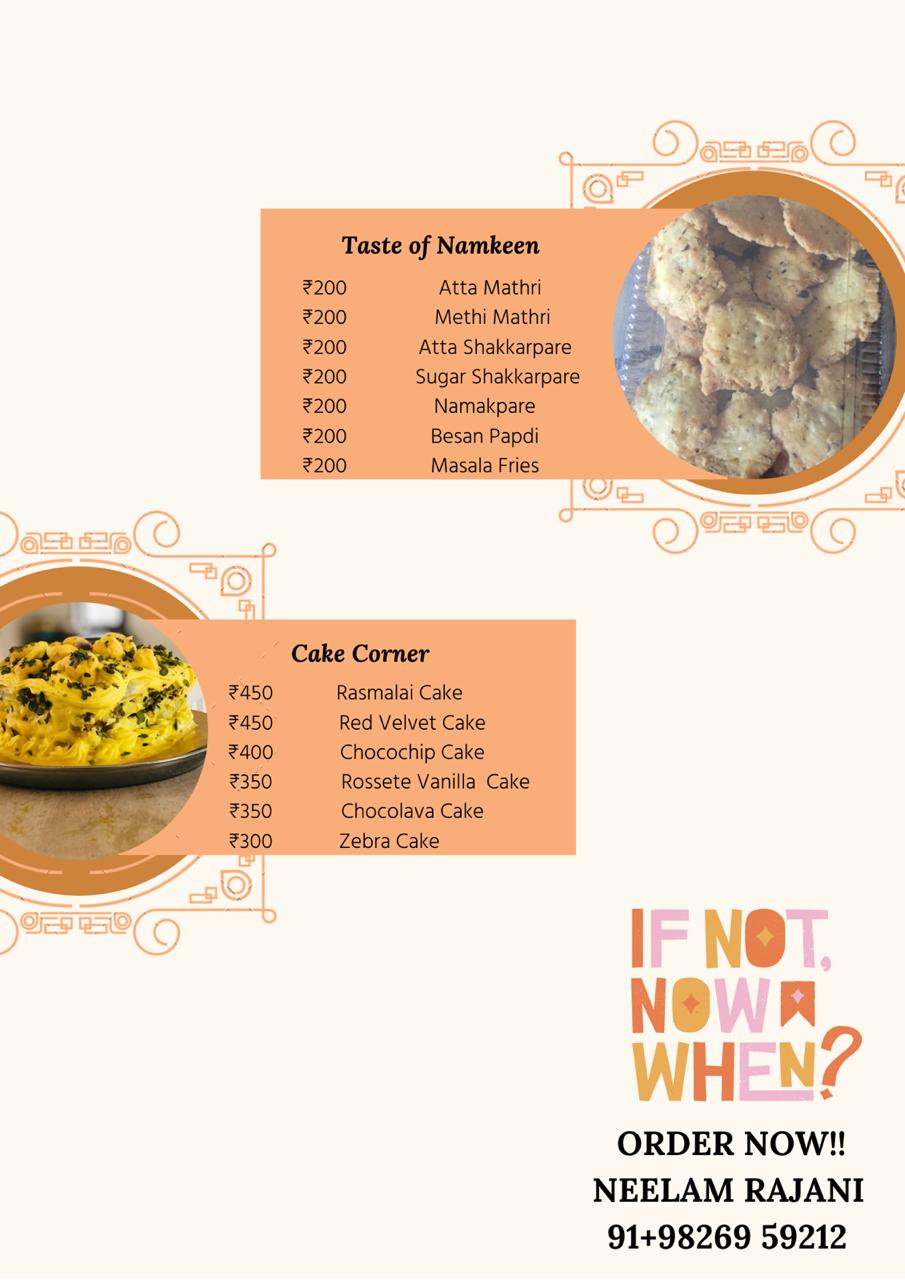 Taste of Namkeen
₹200 Atta Mathri
₹200 Methi Mathri
₹200 Atta Shakkarpare
₹200 Sugar Shakkarpare
₹200 Namakpare
₹200 Besan Papdi
₹200 Masala Fries
Cake Corner
₹450 Rasmalai Cake
₹450 Red Velvet Cake
₹400 Chocochip Cake
₹350 Rossete Vanilla Cake
₹350 Chocolava Cake
₹300 Zebra Cake
IF NOT,
NOW
WHEN?
ORDER NOW!!
NEELAM RAJANI
91+98269 59212